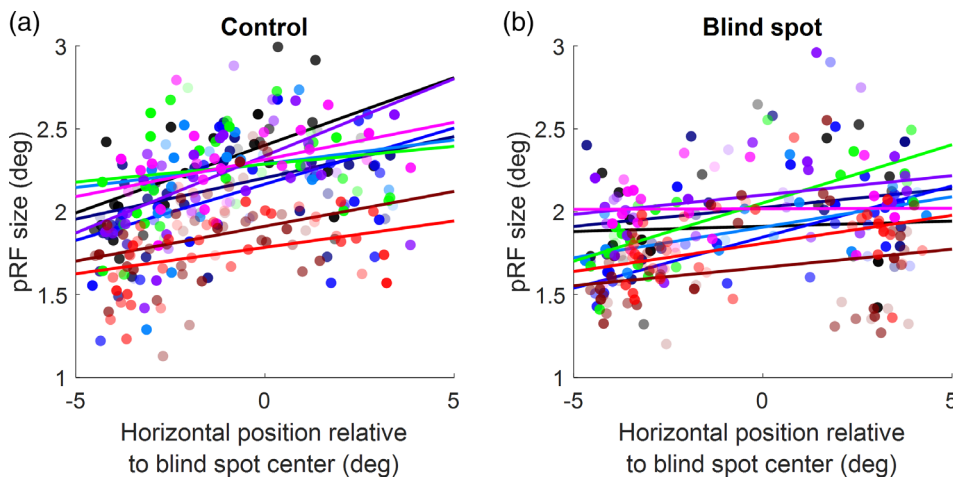 (a)
Control
3
2.5
2
1.5
1
pRF size (deg)
-5
0
5
Horizontal position relative
to blind spot center (deg)
(b)
Blind spot
3
2.5
2
1.5
1
pRF size (deg)
-5
0
5
Horizontal position relative
to blind spot center (deg)